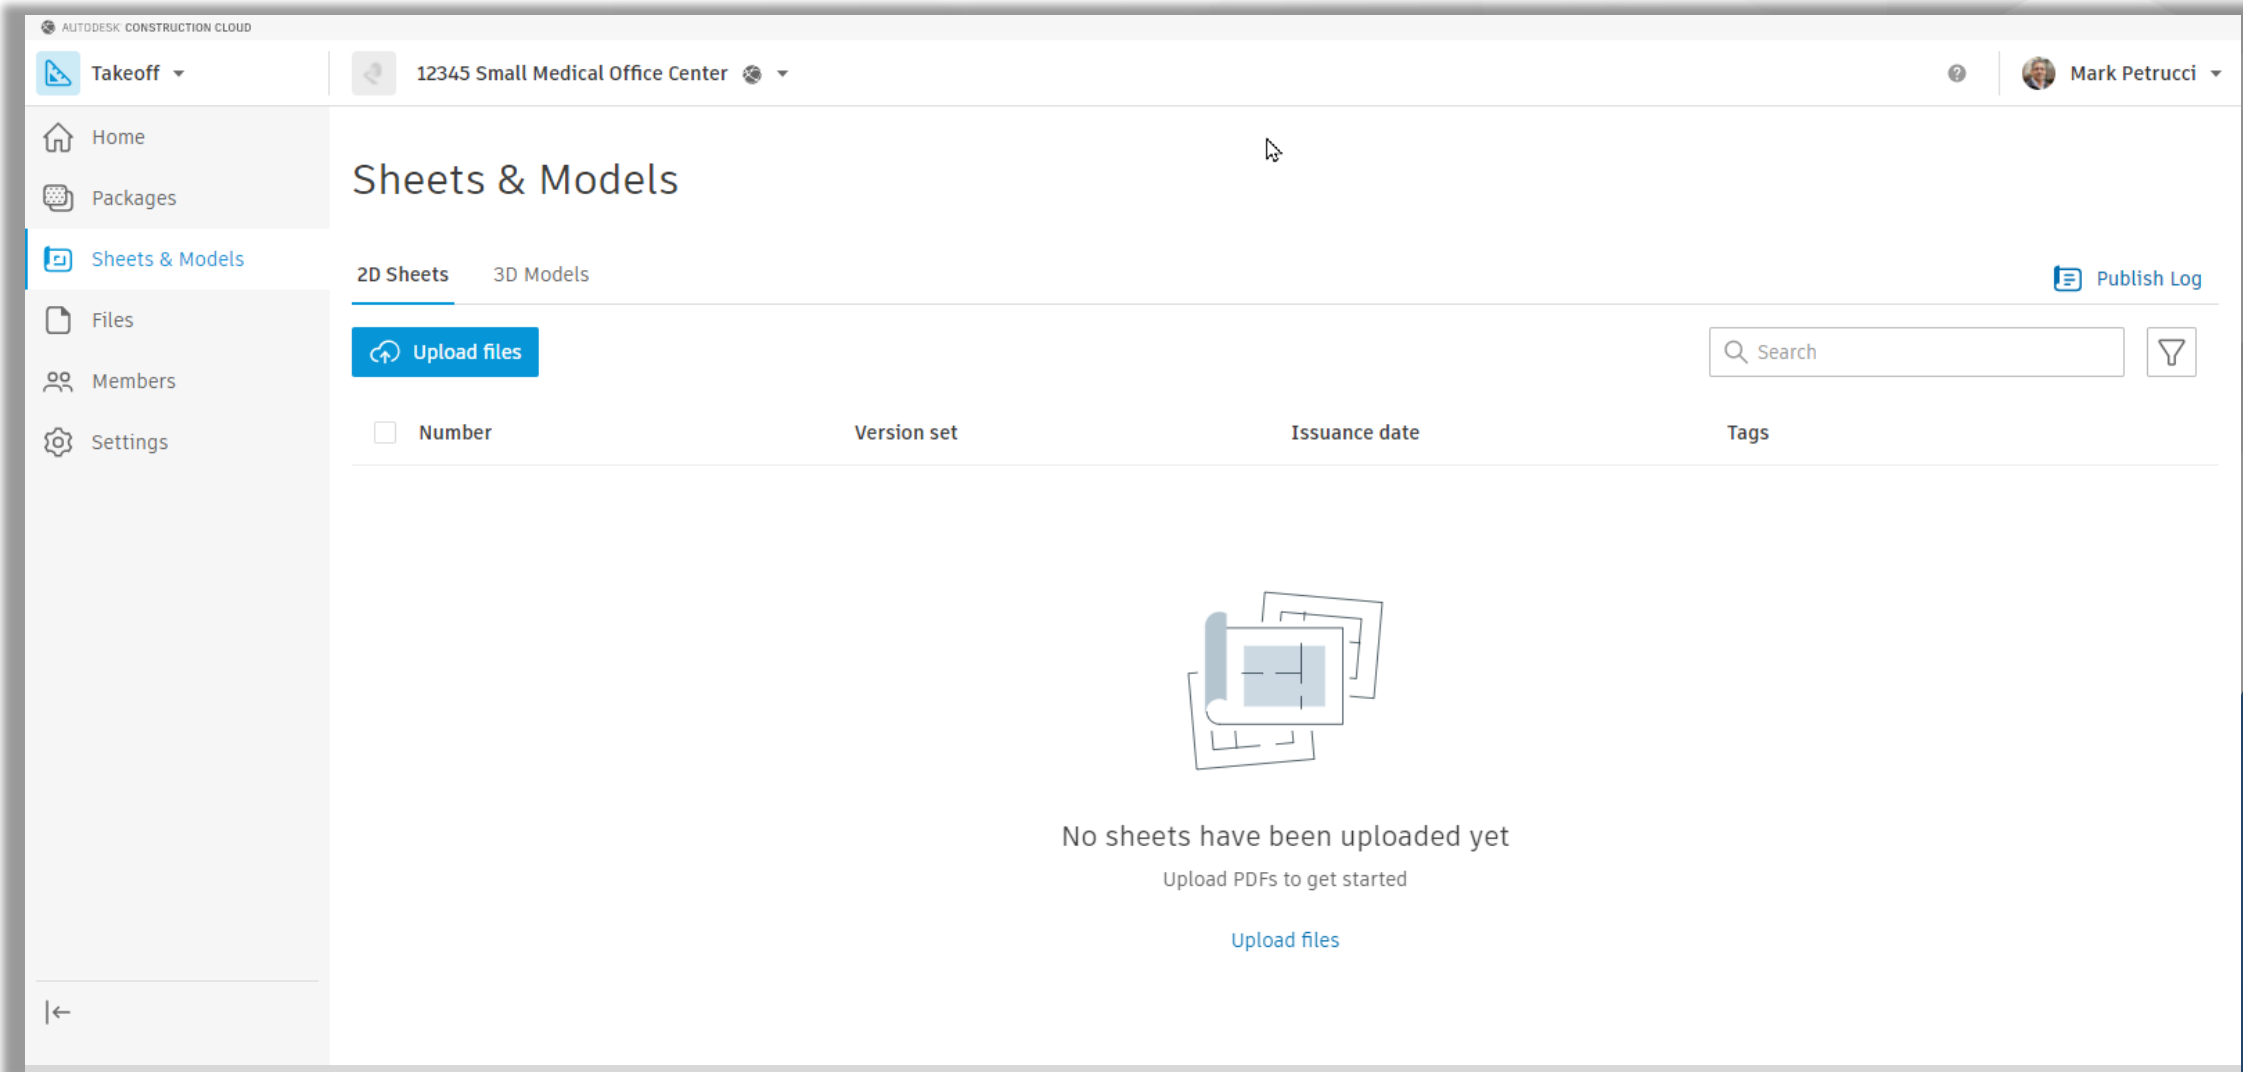 AUTODESK CONSTRUCTION CLOUD
Takeoff
12345 Small Medical Office Center
Mark Petrucci
Home
Packages
Sheets & Models
Files
Members
Settings
Sheets & Models
2D Sheets 3D Models
Publish Log
Upload files
Search
Number Version set Issuance date Tags
No sheets have been uploaded yet
Upload PDFs to get started
Upload files